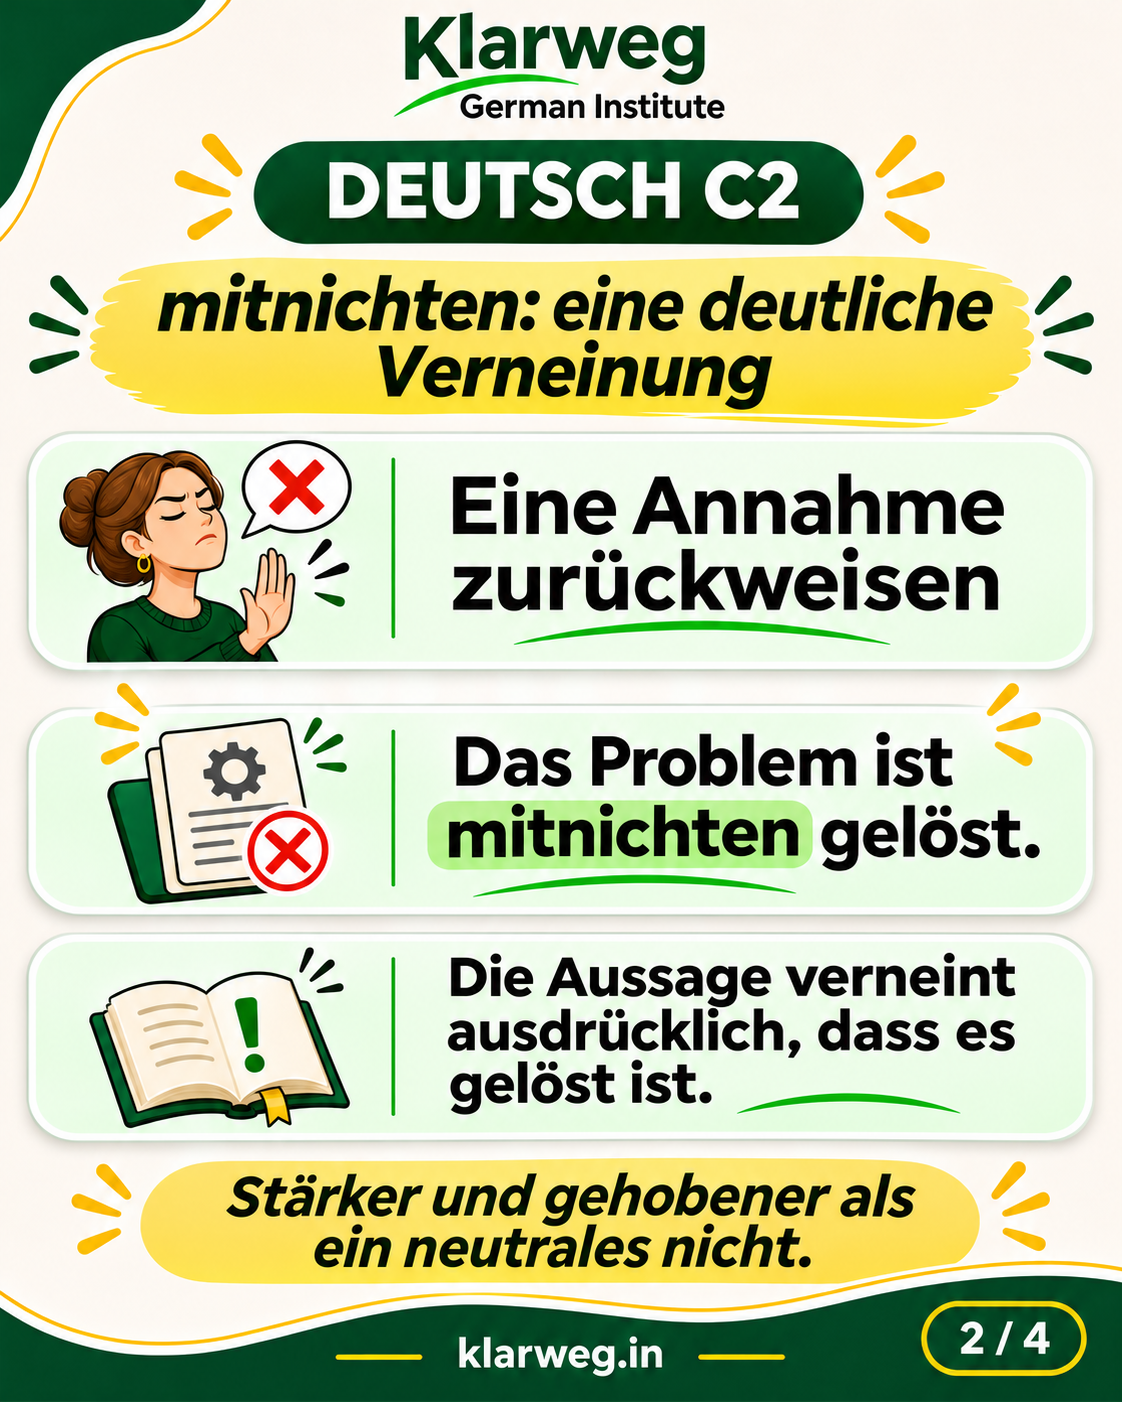 Klarweg
German Institute
DEUTSCH C2
mitnichten: eine deutliche
Verneinung
Eine Annahme
zurückweisen
Das Problem ist
mitnichten gelöst.
Die Aussage verneint
ausdrücklich, dass es
gelöst ist.
Stärker und gehobener als
ein neutrales nicht.
klarweg.in
2 / 4